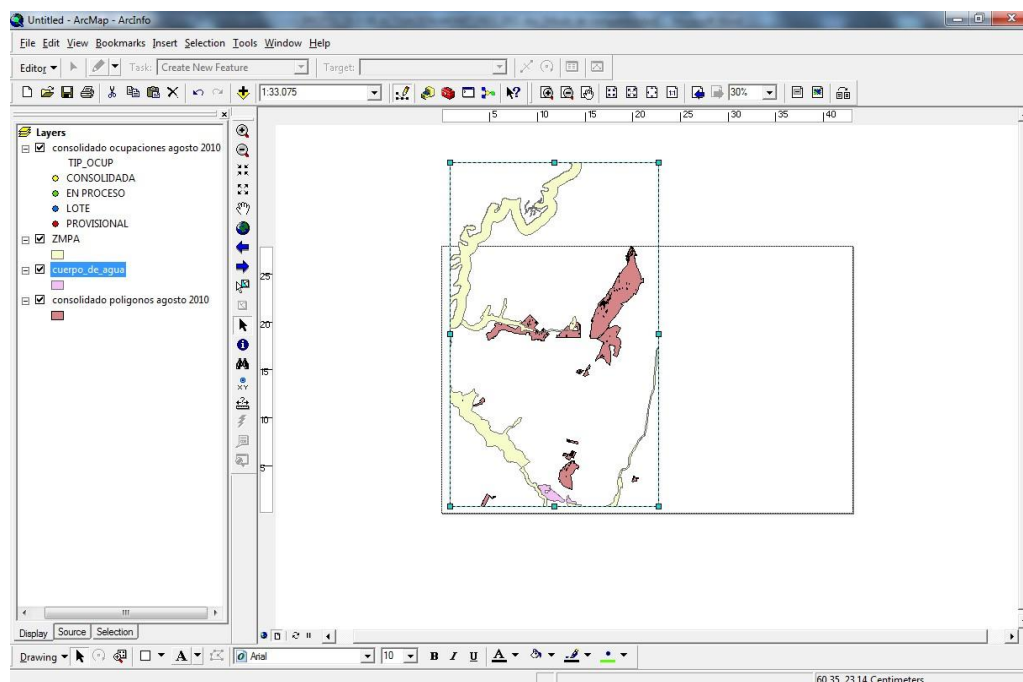 Untitled - ArcMap - ArcInfo
File Edit View Bookmarks Insert Selection Tools Window Help
Editor Task: Create New Feature Target:
1:33.075
30%
Layers
consolidado ocupaciones agosto 2010
TIP_OCUP
CONSOLIDADA
EN PROCESO
LOTE
PROVISIONAL
ZMPA
cuerpo_de_agua
consolidado poligonos agosto 2010
5 10 15 20 25 30 35 40
25
20
15
10
5
Display Source Selection
Drawing A Arial 10 B I U A
60.35 23.14 Centimeters